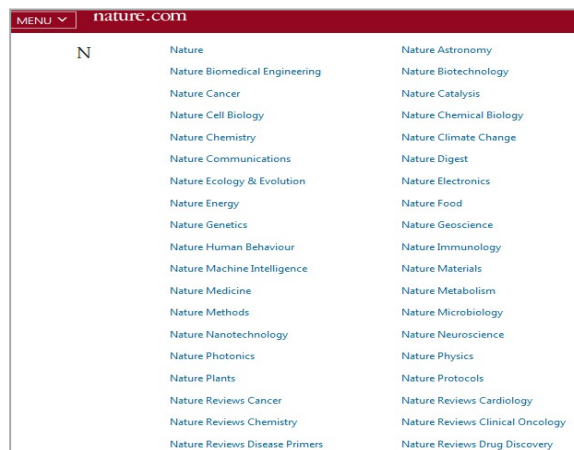 MENU nature.com
N Nature Nature Astronomy
Nature Biomedical Engineering Nature Biotechnology
Nature Cancer Nature Catalysis
Nature Cell Biology Nature Chemical Biology
Nature Chemistry Nature Climate Change
Nature Communications Nature Digest
Nature Ecology & Evolution Nature Electronics
Nature Energy Nature Food
Nature Genetics Nature Geoscience
Nature Human Behaviour Nature Immunology
Nature Machine Intelligence Nature Materials
Nature Medicine Nature Metabolism
Nature Methods Nature Microbiology
Nature Nanotechnology Nature Neuroscience
Nature Photonics Nature Physics
Nature Plants Nature Protocols
Nature Reviews Cancer Nature Reviews Cardiology
Nature Reviews Chemistry Nature Reviews Clinical Oncology
Nature Reviews Disease Primers Nature Reviews Drug Discovery